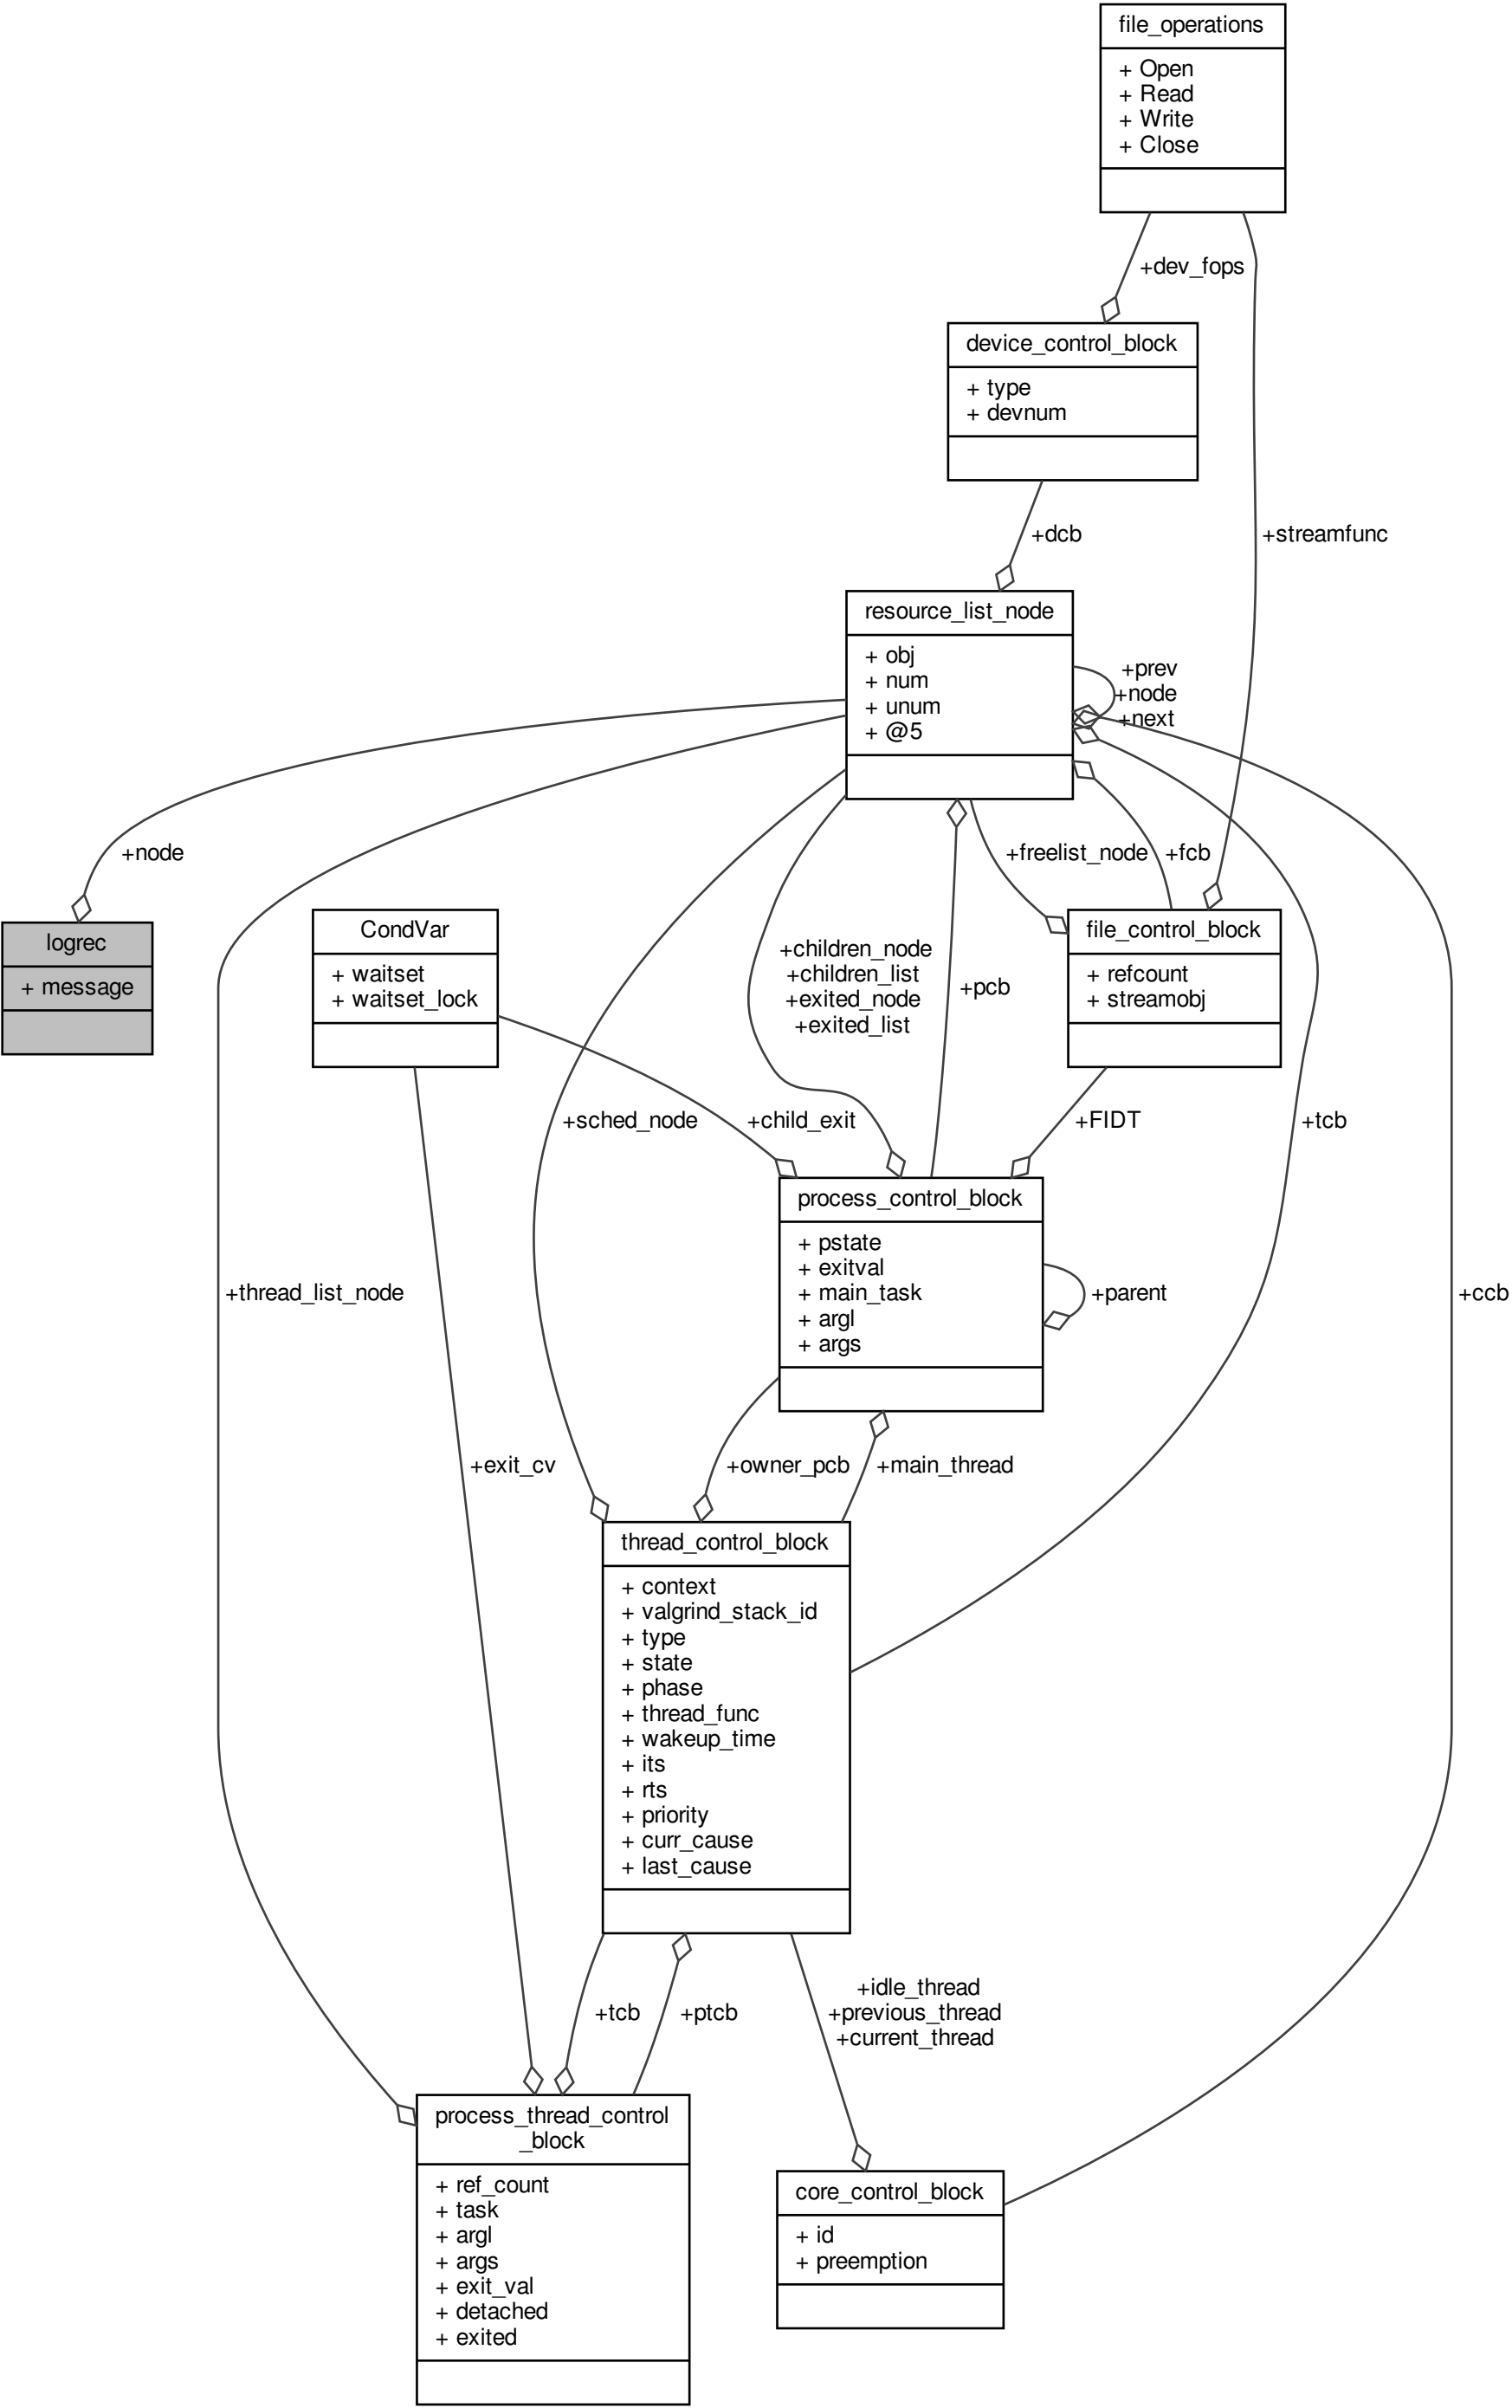 file_operations
+ Open
+ Read
+ Write
+ Close
+dev_fops
device_control_block
+ type
+ devnum
+dcb
+streamfunc
resource_list_node
+ obj
+ num
+ unum
+ @5
+prev
+node
+next
+node
+freelist_node
+fcb
logrec
+ message
CondVar
+ waitset
+ waitset_lock
+children_node
+children_list
+exited_node
+exited_list
+pcb
file_control_block
+ refcount
+ streamobj
+sched_node
+child_exit
+FIDT
+tcb
process_control_block
+ pstate
+ exitval
+ main_task
+ argl
+ args
+parent
+thread_list_node
+ccb
+exit_cv
+owner_pcb
+main_thread
thread_control_block
+ context
+ valgrind_stack_id
+ type
+ state
+ phase
+ thread_func
+ wakeup_time
+ its
+ rts
+ priority
+ curr_cause
+ last_cause
+tcb
+ptcb
+idle_thread
+previous_thread
+current_thread
process_thread_control
_block
+ ref_count
+ task
+ argl
+ args
+ exit_val
+ detached
+ exited
core_control_block
+ id
+ preemption